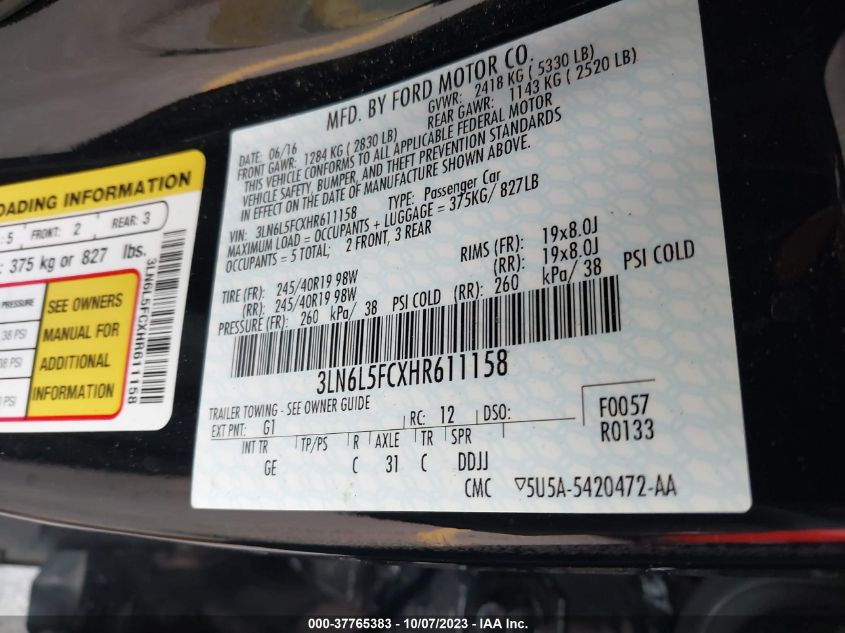 MFD. BY FORD MOTOR CO.
DATE: 06/16 GVWR: 2418 KG ( 5330 LB)
FRONT GAWR: 1284 KG ( 2830 LB) REAR GAWR: 1143 KG ( 2520 LB)
THIS VEHICLE CONFORMS TO ALL APPLICABLE FEDERAL MOTOR
VEHICLE SAFETY, BUMPER, AND THEFT PREVENTION STANDARDS
IN EFFECT ON THE DATE OF MANUFACTURE SHOWN ABOVE.
VIN: 3LN6L5FCXHR611158 TYPE: Passenger Car
MAXIMUM LOAD = OCCUPANTS + LUGGAGE = 375KG/ 827LB
OCCUPANTS = 5 TOTAL; 2 FRONT, 3 REAR
TIRE (FR): 245/40R19 98W RIMS (FR): 19x8.0J
(RR): 245/40R19 98W (RR): 19x8.0J
PRESSURE (FR): 260 kPa/ 38 PSI COLD (RR): 260 kPa/ 38 PSI COLD
3LN6L5FCXHR611158
TRAILER TOWING - SEE OWNER GUIDE
EXT PNT: G1 RC: 12 DSO: F0057
R0133
INT TR TP/PS R AXLE TR SPR
GE C 31 C DDJJ
CMC ▽5U5A-5420472-AA
OADING INFORMATION
: 5 FRONT: 2 REAR: 3
: 375 kg or 827 lbs.
PRESSURE
38 PSI
38 PSI
PSI
SEE OWNERS
MANUAL FOR
ADDITIONAL
INFORMATION
3LN6L5FCXHR611158
000-37765383 - 10/07/2023 - IAA Inc.